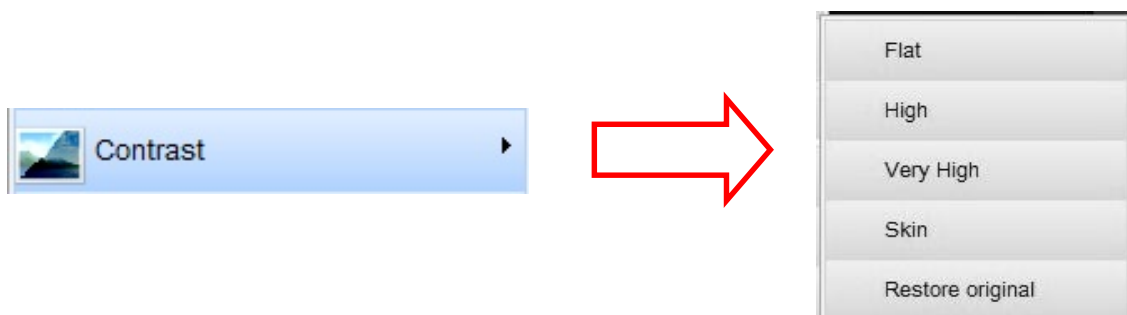 Contrast
Flat
High
Very High
Skin
Restore original